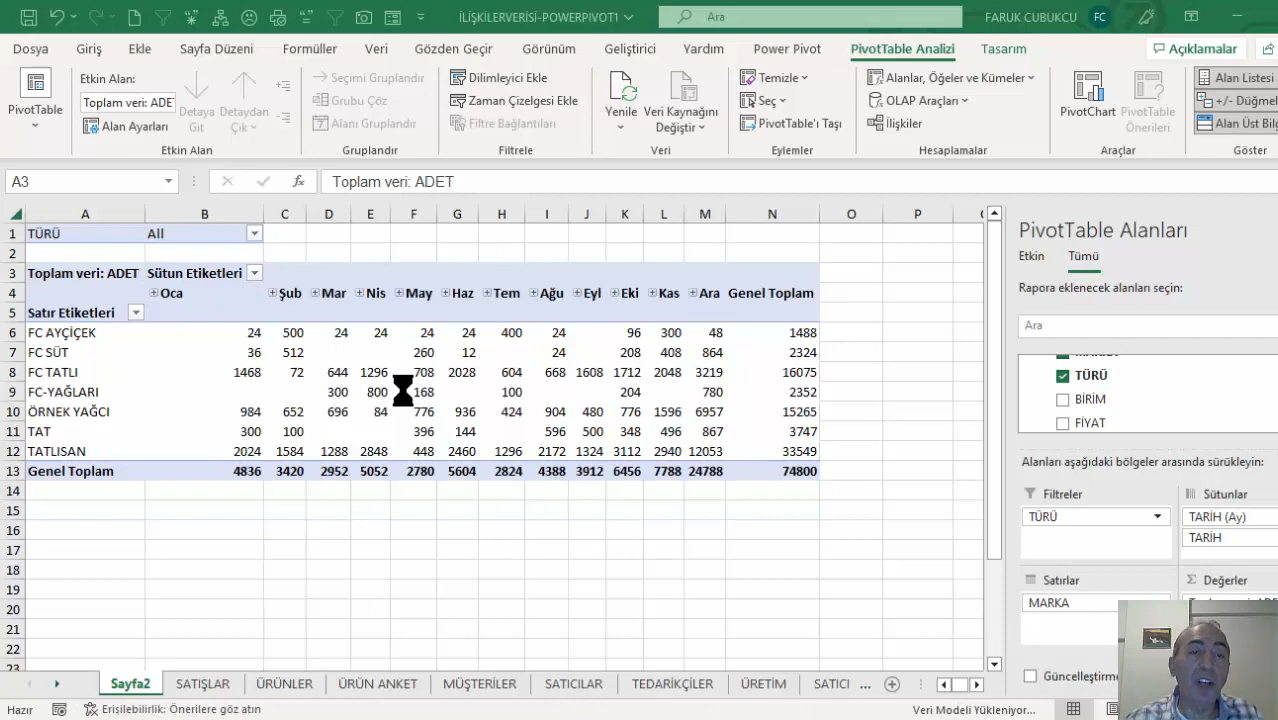 İLİŞKİLERVERİSİ-POWERPIVOT1
Ara
FARUK CUBUKCU
FC
Dosya Giriş Ekle Sayfa Düzeni Formüller Veri Gözden Geçir Görünüm Geliştirici Yardım Power Pivot PivotTable Analizi Tasarım Açıklamalar
PivotTable
Etkin Alan:
Toplam veri: ADE
Alan Ayarları
Detaya Git
Detaydan Çık
Etkin Alan
Seçimi Gruplandır
Grubu Çöz
Alanı Gruplandır
Gruplandır
Dilimleyici Ekle
Zaman Çizelgesi Ekle
Filtre Bağlantıları
Filtrele
Yenile
Veri Kaynağını Değiştir
Veri
Temizle
Seç
PivotTable'ı Taşı
Eylemler
Alanlar, Öğeler ve Kümeler
OLAP Araçları
İlişkiler
Hesaplamalar
PivotChart
PivotTable Önerileri
Araçlar
Alan Listesi
+/- Düğme
Alan Üst Bilg
Göster
A3
fx
Toplam veri: ADET
A B C D E F G H I J K L M N O P
1 TÜRÜ All
2
3 Toplam veri: ADET Sütun Etiketleri
4 Oca Şub Mar Nis May Haz Tem Ağu Eyl Eki Kas Ara Genel Toplam
5 Satır Etiketleri
6 FC AYÇİÇEK 24 500 24 24 24 24 400 24 96 300 48 1488
7 FC SÜT 36 512 260 12 24 208 408 864 2324
8 FC TATLI 1468 72 644 1296 708 2028 604 668 1608 1712 2048 3219 16075
9 FC-YAĞLARI 300 800 168 100 204 780 2352
10 ÖRNEK YAĞCI 984 652 696 84 776 936 424 904 480 776 1596 6957 15265
11 TAT 300 100 396 144 596 500 348 496 867 3747
12 TATLISAN 2024 1584 1288 2848 448 2460 1296 2172 1324 3112 2940 12053 33549
13 Genel Toplam 4836 3420 2952 5052 2780 5604 2824 4388 3912 6456 7788 24788 74800
14
15
16
17
18
19
20
21
22
23
PivotTable Alanları
Etkin Tümü
Rapora eklenecek alanları seçin:
Ara
TÜRÜ
BİRİM
FİYAT
Alanları aşağıdaki bölgeler arasında sürükleyin:
Filtreler
TÜRÜ
Sütunlar
TARİH (Ay)
TARİH
Satırlar
MARKA
Değerler
Güncelleştirme
Sayfa2 SATIŞLAR ÜRÜNLER ÜRÜN ANKET MÜŞTERİLER SATICILAR TEDARİKÇİLER ÜRETİM SATICI ...
Hazır
Erişilebilirlik: Önerilere göz atın
Veri Modeli Yükleniyor...